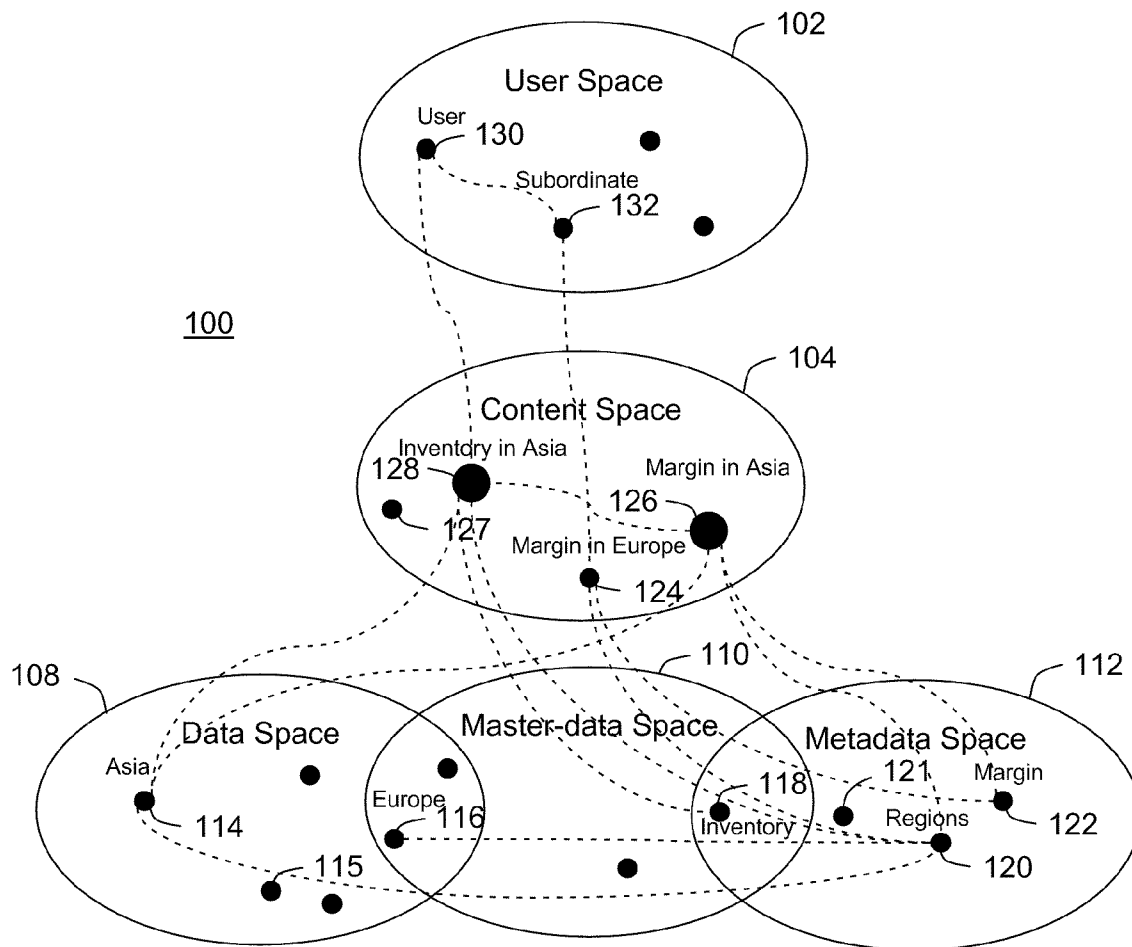 102
User Space
User
130
Subordinate
132
100
104
Content Space
Inventory in Asia
Margin in Asia
128
126
127
Margin in Europe
124
108
110
112
Data Space
Master-data Space
Metadata Space
Asia
118
121
Margin
Europe
114
116
Inventory
Regions
122
115
120